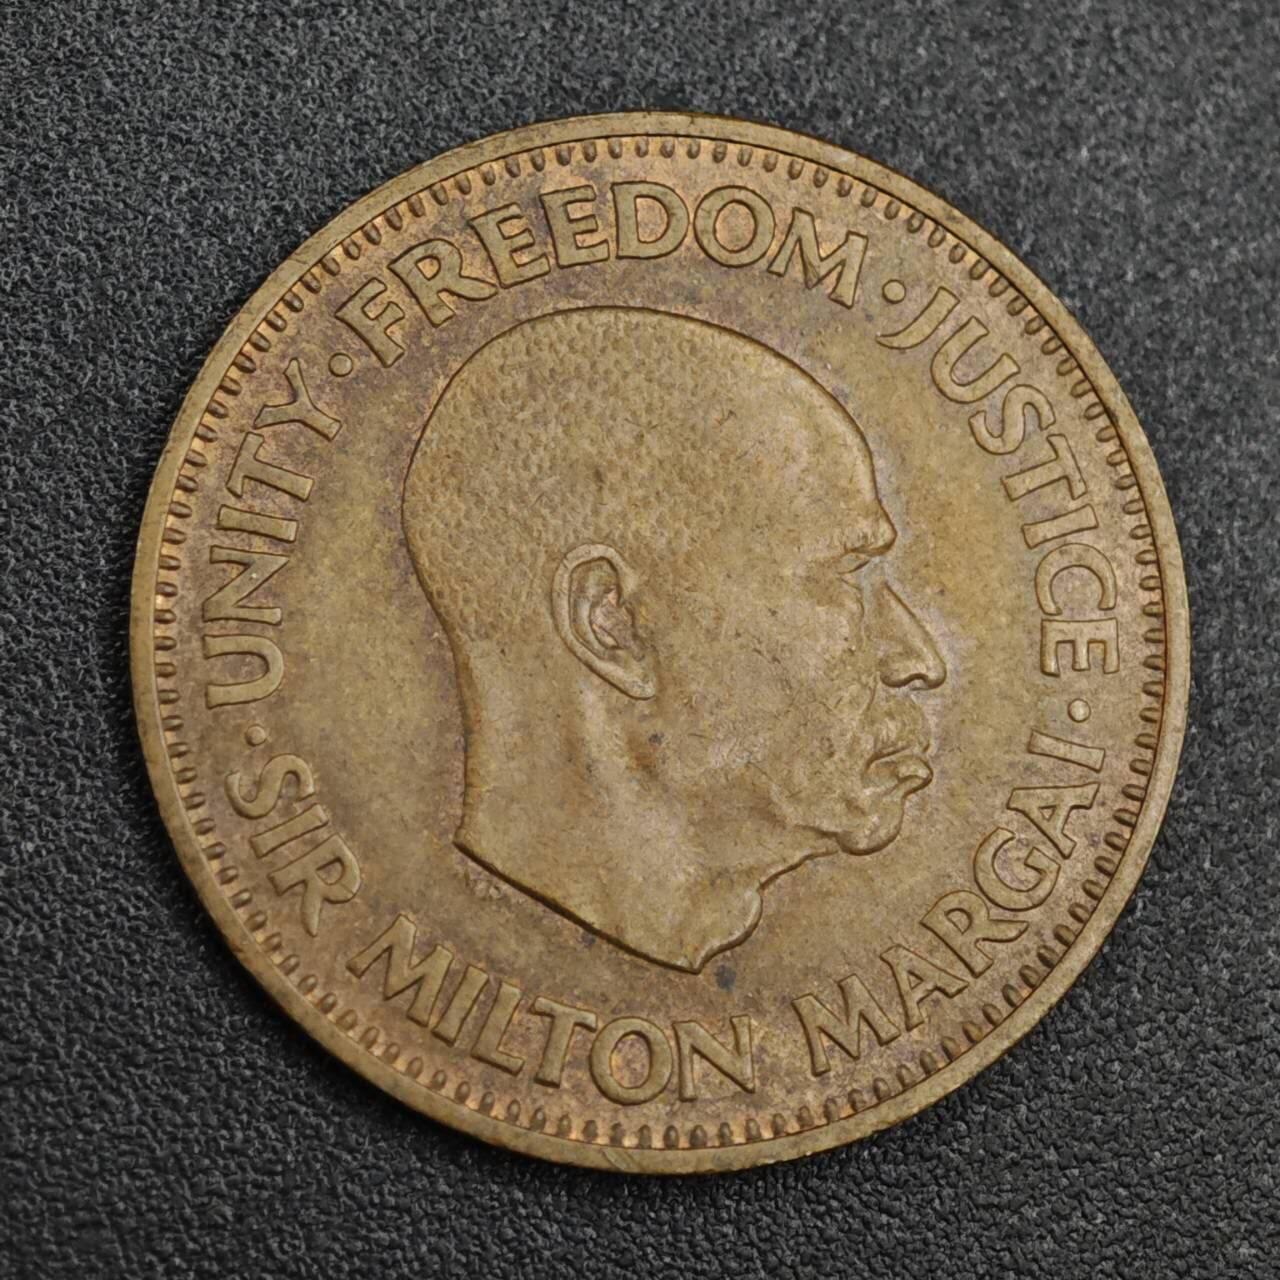 UNITY · FREEDOM · JUSTICE ·
SIR MILTON MARGAI ·